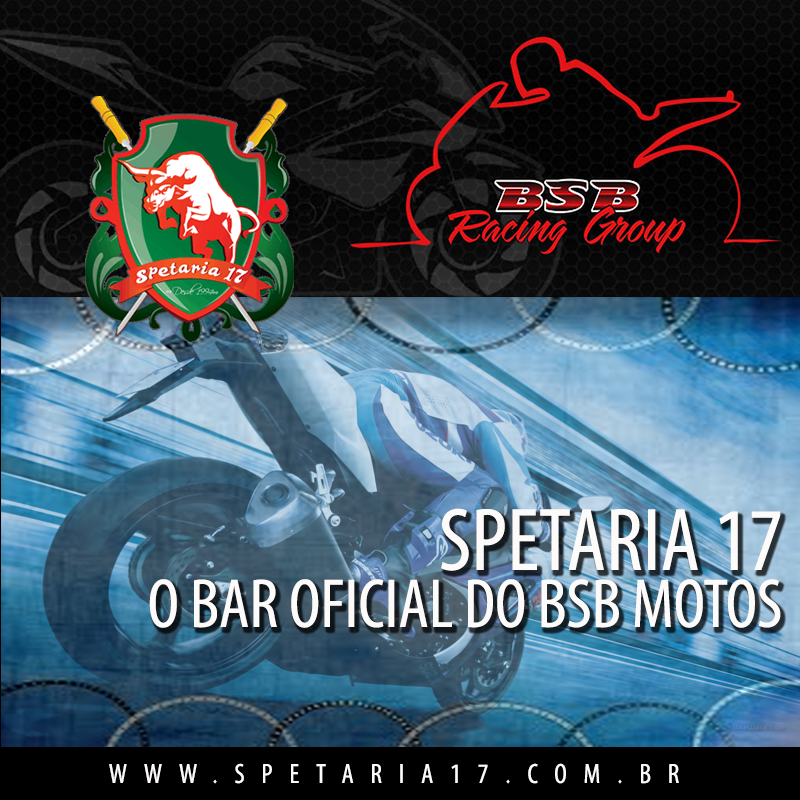 Spetaria 17
BSB
Racing Group
SPETARIA 17
O BAR OFICIAL DO BSB MOTOS
WWW.SPETARIA17.COM.BR